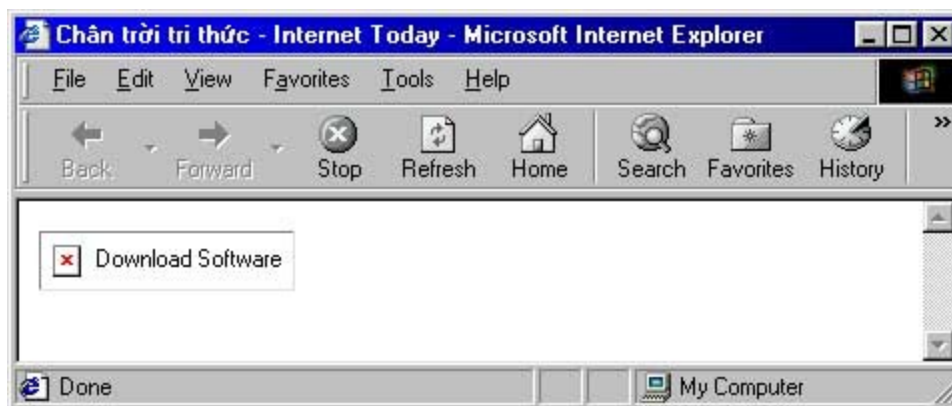 Chân trời tri thức - Internet Today - Microsoft Internet Explorer
File Edit View Favorites Tools Help
Back Forward Stop Refresh Home Search Favorites History »
Download Software
Done My Computer